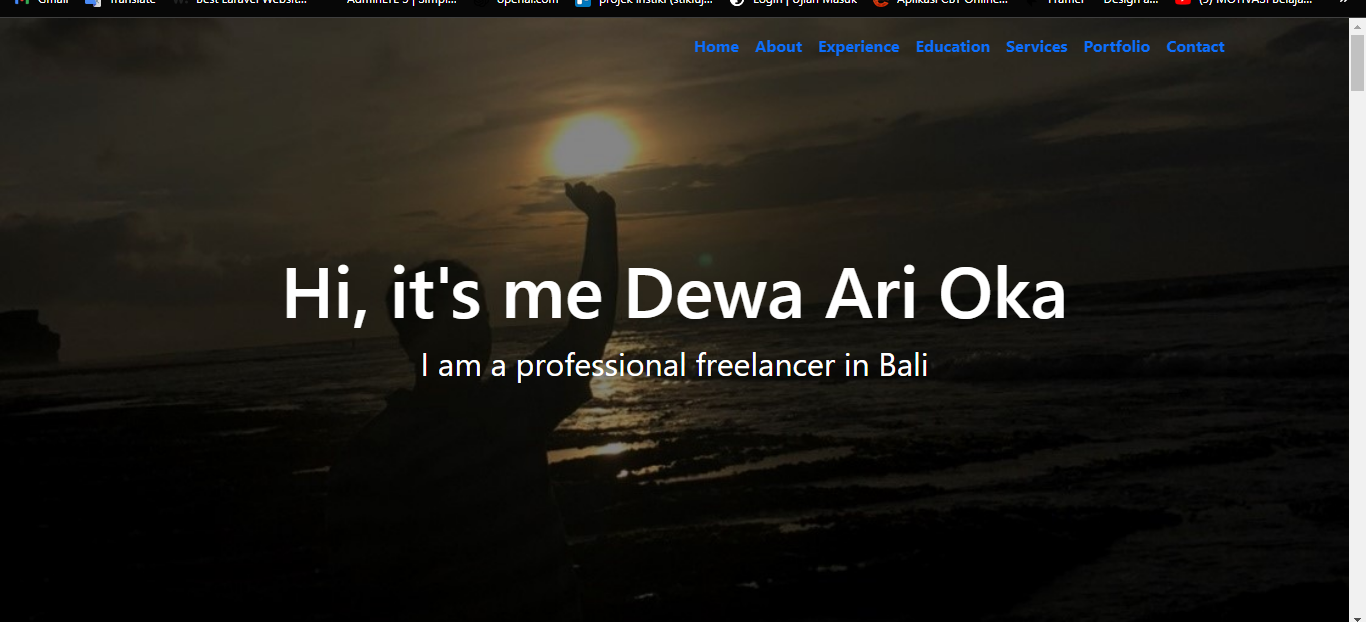 Gmail Translate Best Laravel Websit... AdminLTE 3 | Simpl... openai.com projek instiki (stikI0j... Login | Ujian Masuk Aplikasi CBT Online... Framer Design a... (5) MOTIVASI Belaja... »
Home About Experience Education Services Portfolio Contact
Hi, it's me Dewa Ari Oka
I am a professional freelancer in Bali